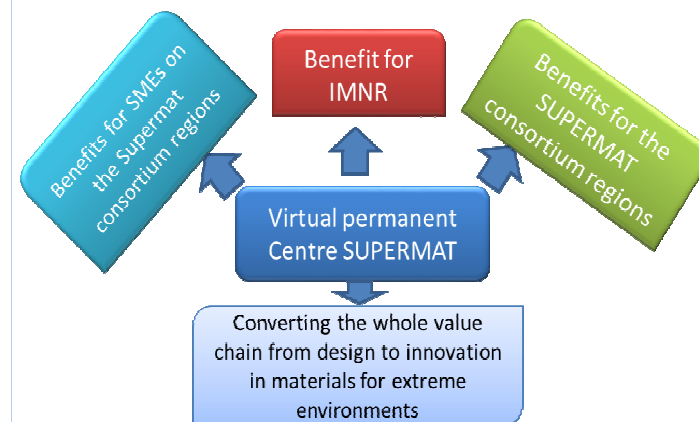 Benefits for SMEs on
the Supermat
consortium regions
Benefit for
IMNR
Benefits for the
SUPERMAT
consortium regions
Virtual permanent
Centre SUPERMAT
Converting the whole value
chain from design to innovation
in materials for extreme
environments